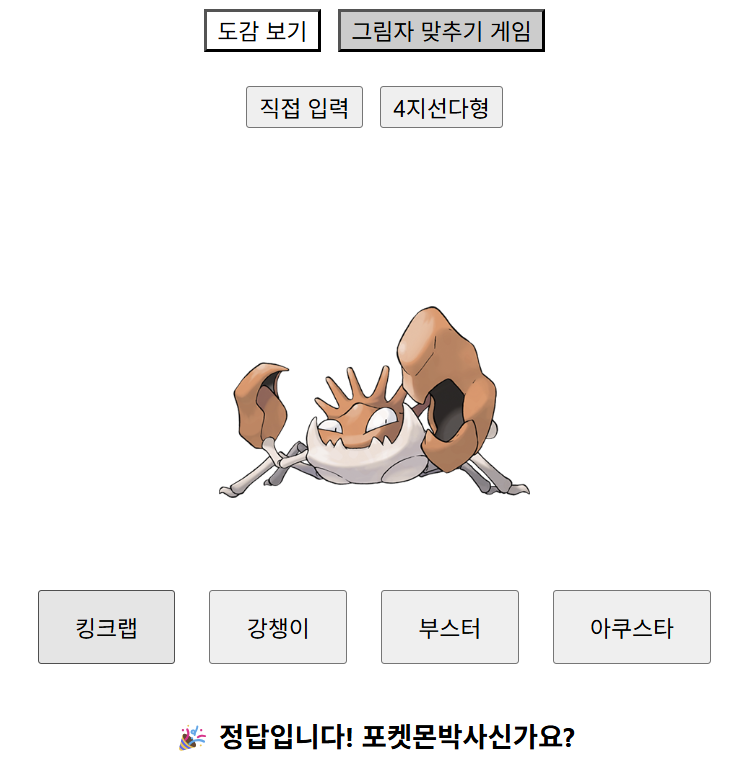 도감 보기 그림자 맞추기 게임
직접 입력 4지선다형
킹크랩 강챙이 부스터 아쿠스타
🎉 정답입니다! 포켓몬박사신가요?